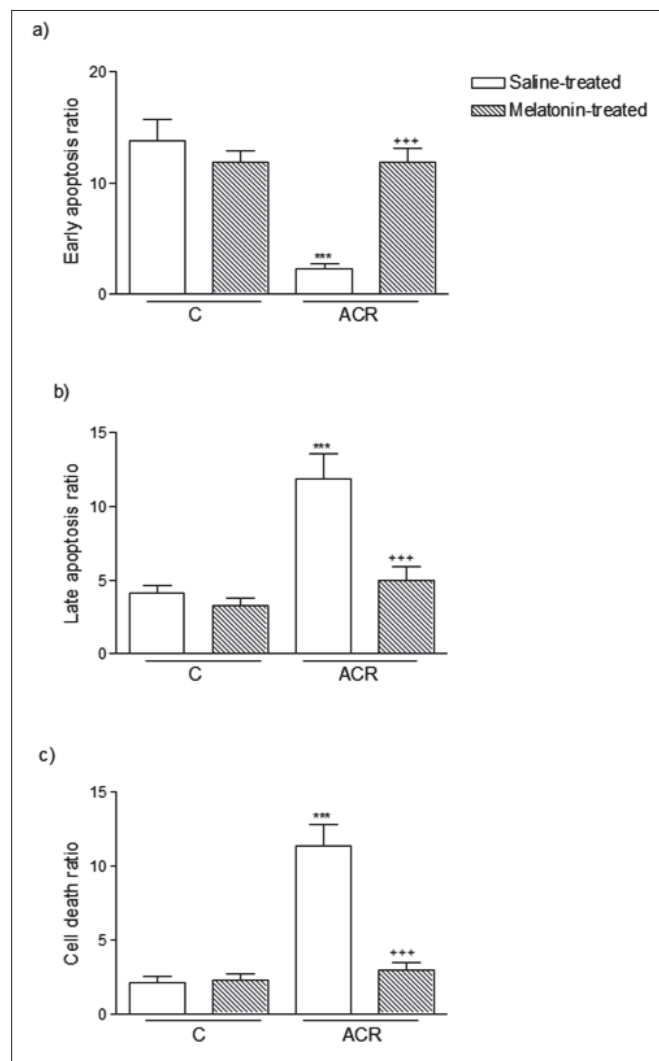 a)
Saline-treated
Melatonin-treated
Early apoptosis ratio
20
10
0
***
+++
C
ACR
b)
Late apoptosis ratio
15
10
5
0
***
+++
C
ACR
c)
Cell death ratio
15
10
5
0
***
+++
C
ACR